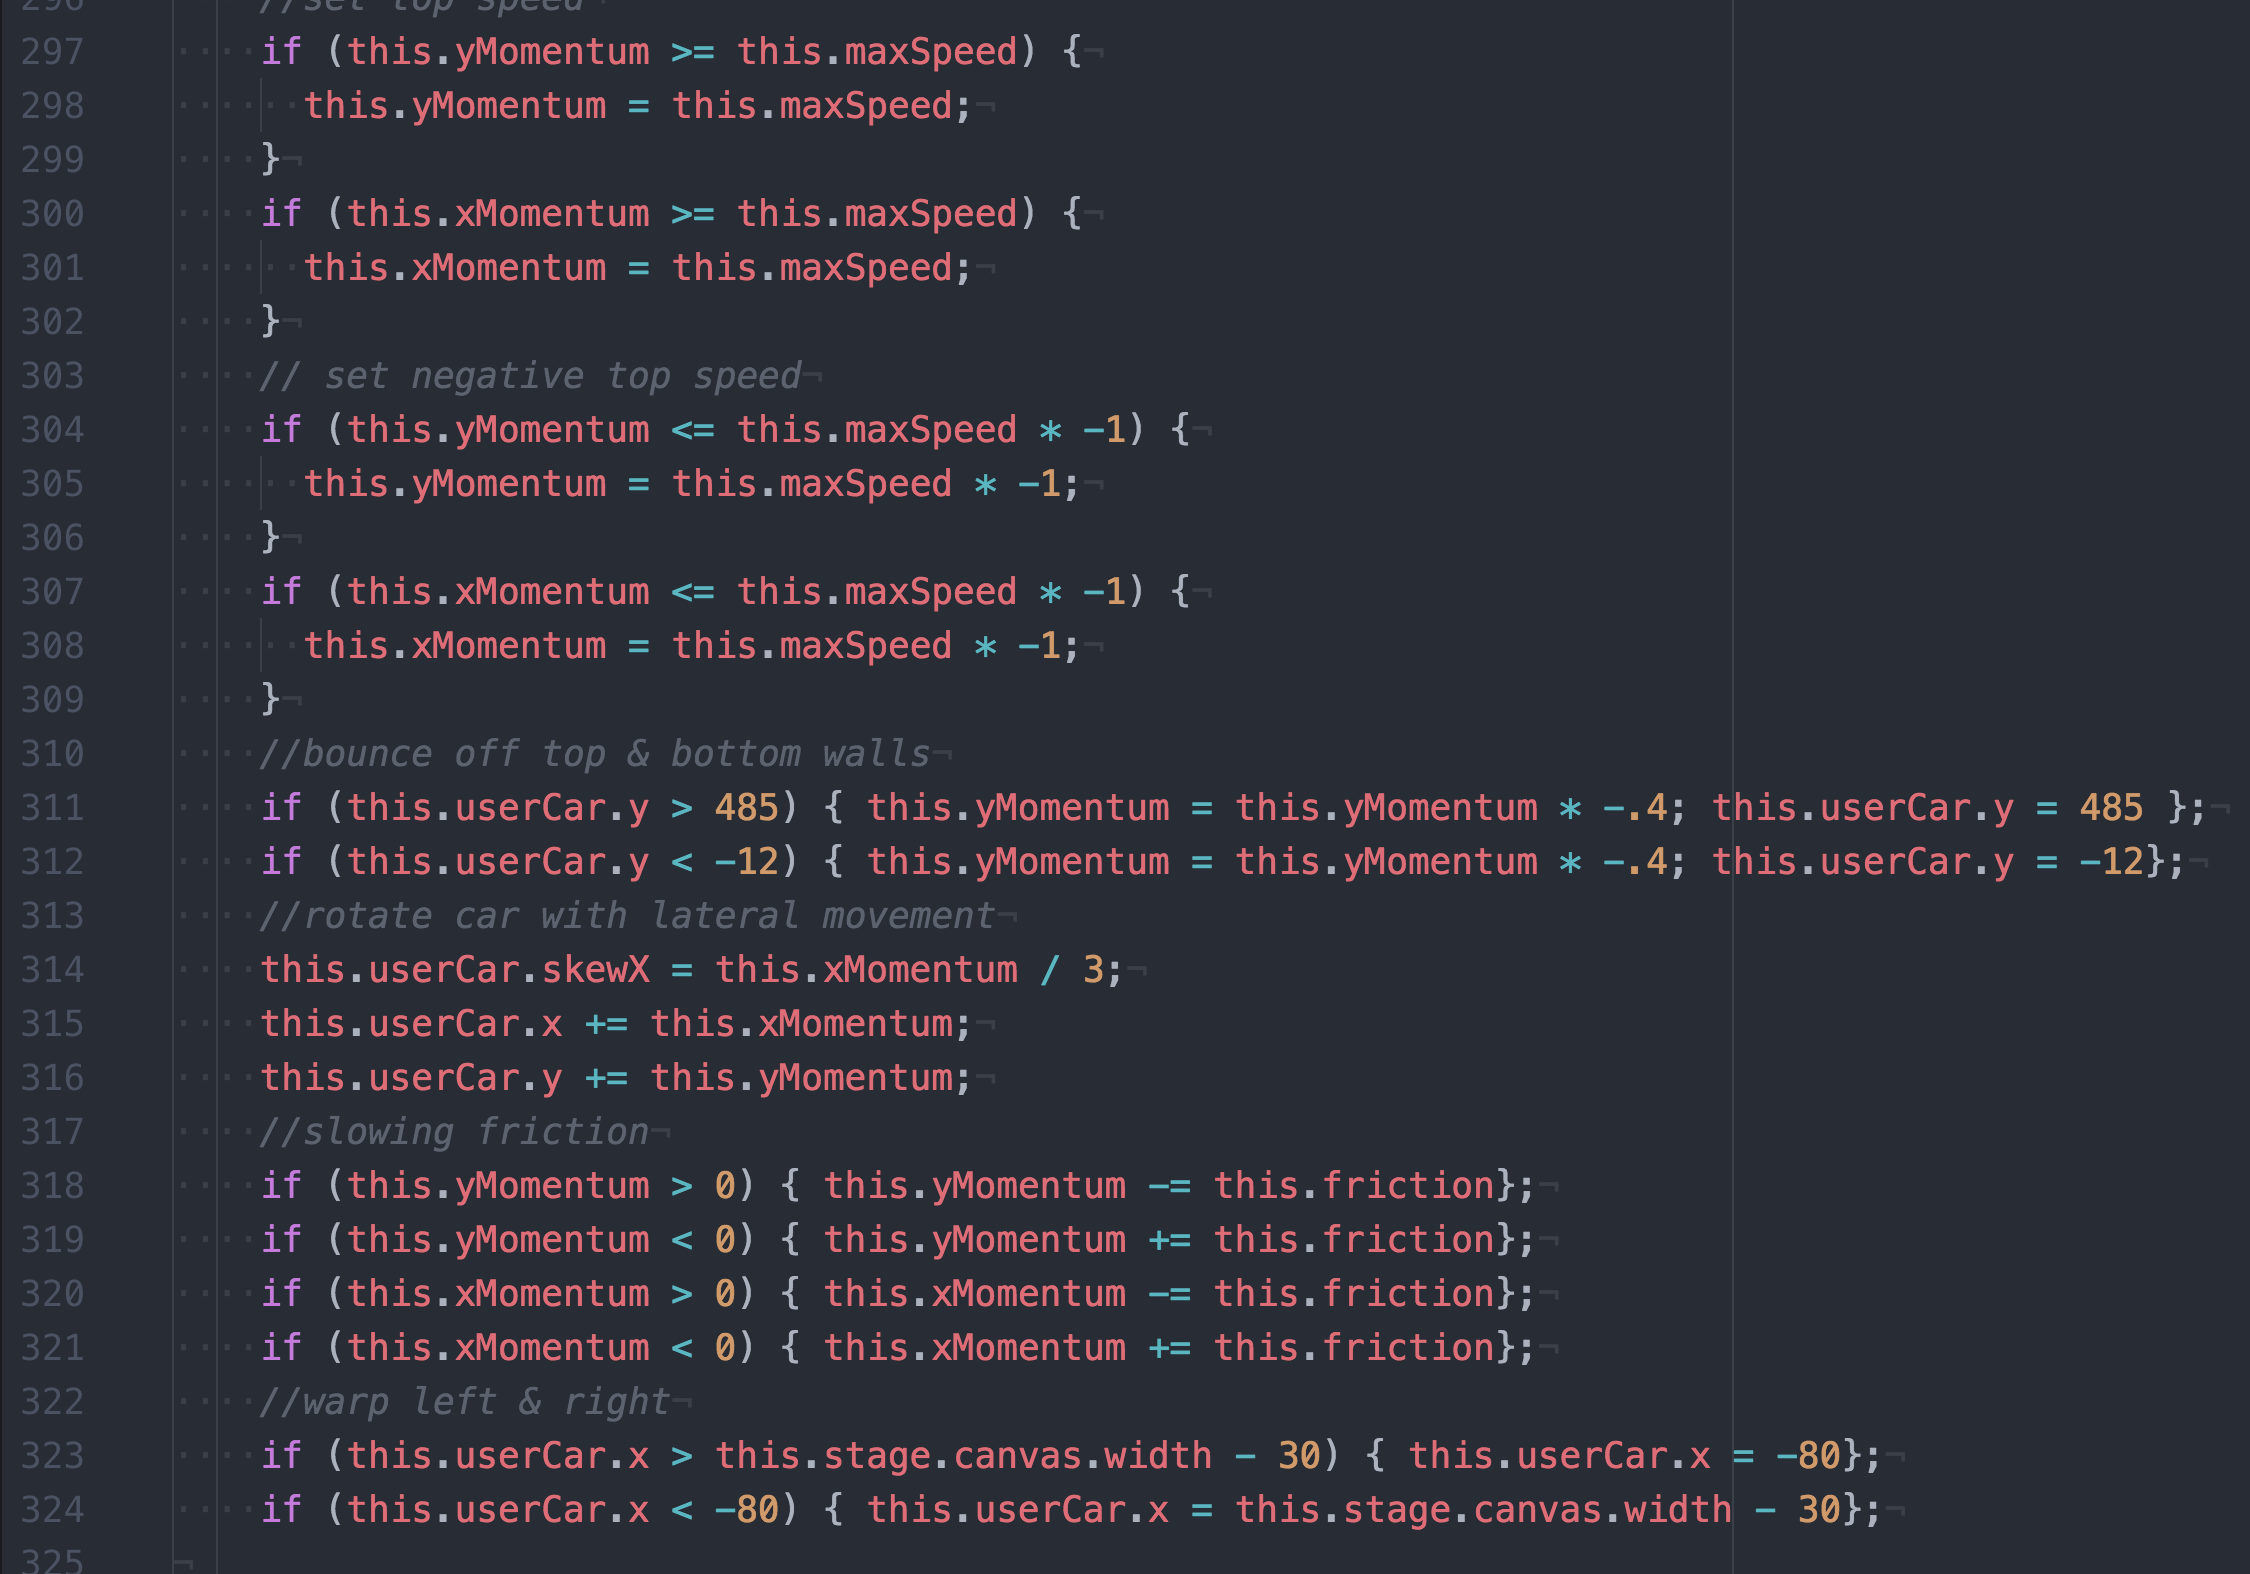 296 //set top speed¬
297 ····if (this.yMomentum >= this.maxSpeed) {¬
298 ······this.yMomentum = this.maxSpeed;¬
299 ····}¬
300 ····if (this.xMomentum >= this.maxSpeed) {¬
301 ······this.xMomentum = this.maxSpeed;¬
302 ····}¬
303 ····// set negative top speed¬
304 ····if (this.yMomentum <= this.maxSpeed * -1) {¬
305 ······this.yMomentum = this.maxSpeed * -1;¬
306 ····}¬
307 ····if (this.xMomentum <= this.maxSpeed * -1) {¬
308 ······this.xMomentum = this.maxSpeed * -1;¬
309 ····}¬
310 ····//bounce off top & bottom walls¬
311 ····if (this.userCar.y > 485) { this.yMomentum = this.yMomentum * -.4; this.userCar.y = 485 };¬
312 ····if (this.userCar.y < -12) { this.yMomentum = this.yMomentum * -.4; this.userCar.y = -12};¬
313 ····//rotate car with lateral movement¬
314 ····this.userCar.skewX = this.xMomentum / 3;¬
315 ····this.userCar.x += this.xMomentum;¬
316 ····this.userCar.y += this.yMomentum;¬
317 ····//slowing friction¬
318 ····if (this.yMomentum > 0) { this.yMomentum -= this.friction};¬
319 ····if (this.yMomentum < 0) { this.yMomentum += this.friction};¬
320 ····if (this.xMomentum > 0) { this.xMomentum -= this.friction};¬
321 ····if (this.xMomentum < 0) { this.xMomentum += this.friction};¬
322 ····//warp left & right¬
323 ····if (this.userCar.x > this.stage.canvas.width - 30) { this.userCar.x = -80};¬
324 ····if (this.userCar.x < -80) { this.userCar.x = this.stage.canvas.width - 30};¬
325 ¬